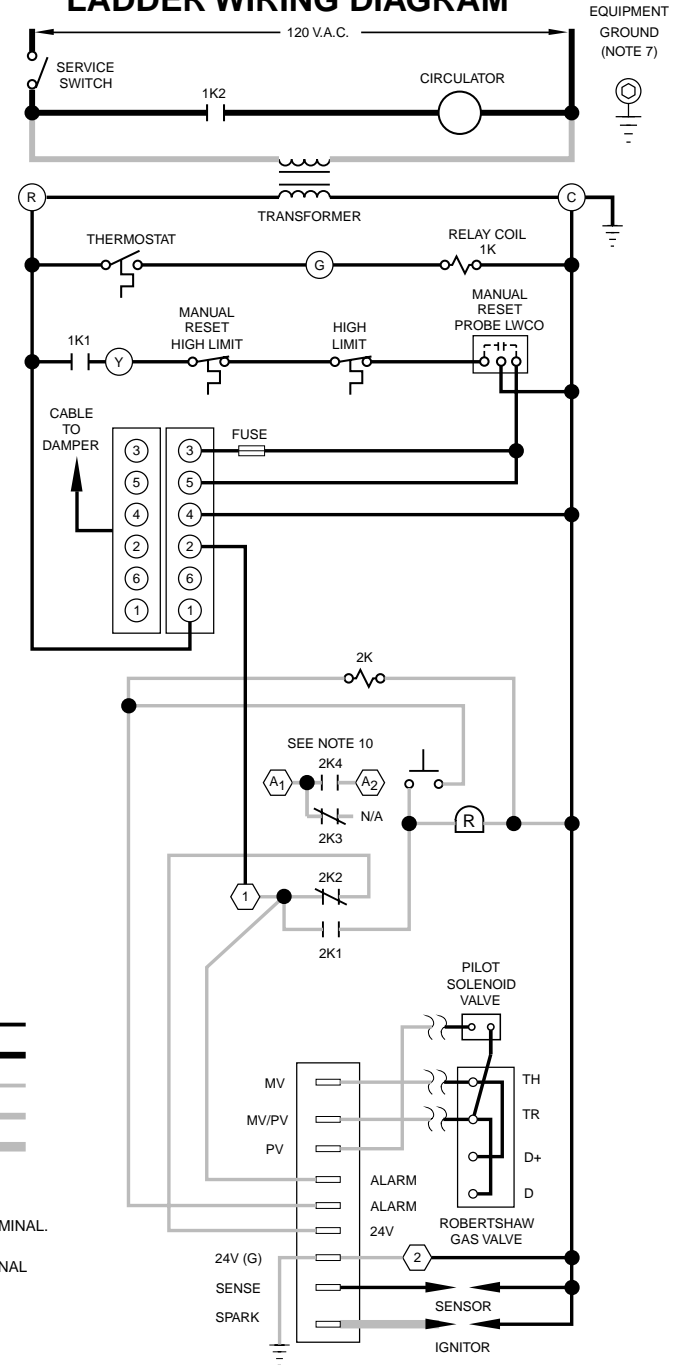 LADDER WIRING DIAGRAM
EQUIPMENT
GROUND
(NOTE 7)
120 V.A.C.
SERVICE
SWITCH
1K2
CIRCULATOR
R
TRANSFORMER
C
THERMOSTAT
G
RELAY COIL
1K
1K1
Y
MANUAL
RESET
HIGH LIMIT
HIGH
LIMIT
MANUAL
RESET
PROBE LWCO
CABLE
TO
DAMPER
FUSE
3 3
5 5
4 4
2 2
6 6
1 1
2K
SEE NOTE 10
2K4
A1 A2
N/A
2K3
R
2K2
1
2K1
PILOT
SOLENOID
VALVE
MV
MV/PV
PV
ALARM
ALARM
24V
24V (G)
SENSE
SPARK
TH
TR
D+
D
ROBERTSHAW
GAS VALVE
2
SENSOR
IGNITOR
MINAL.
NAL